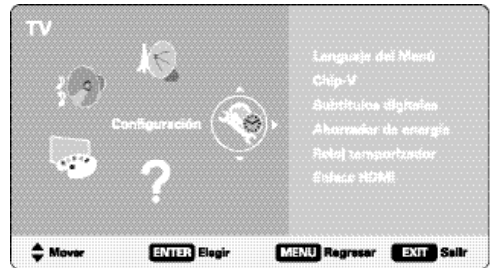 TV
Lenguaje del Menú
Chip-V
Subtítulos digitales
Configuración
Ahorrador de energía
Reloj temporizador
Enlace HDMI
?
Mover ENTER Elegir MENU Regresar EXIT Salir